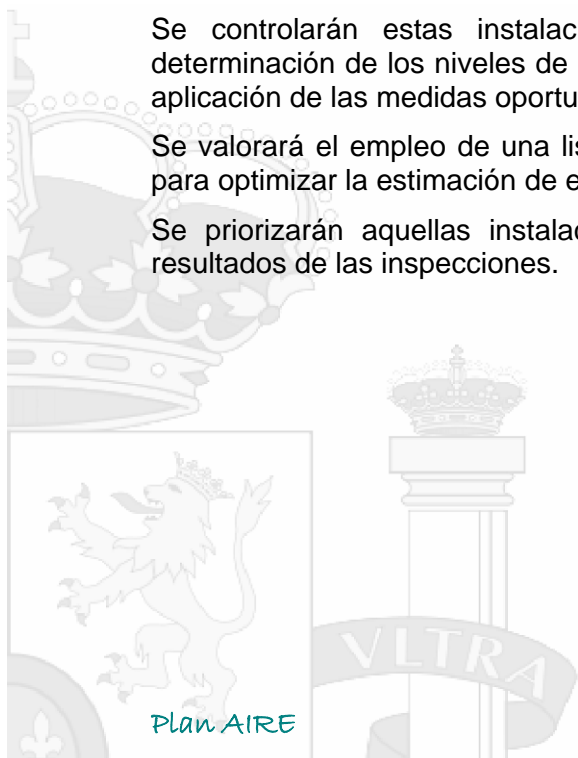 Se controlarán estas instalac
determinación de los niveles de
aplicación de las medidas oportu
Se valorará el empleo de una lis
para optimizar la estimación de e
Se priorizarán aquellas instalac
resultados de las inspecciones.
VLTRA
Plan AIRE